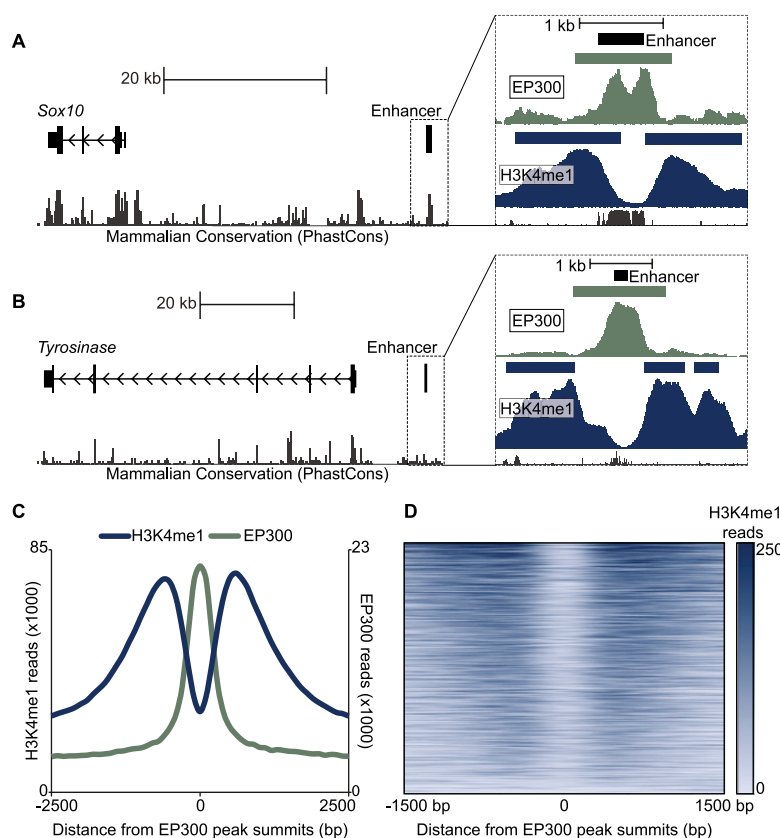 A
20 kb
Sox10
Enhancer
Mammalian Conservation (PhastCons)
1 kb
Enhancer
EP300
H3K4me1
B
20 kb
Tyrosinase
Enhancer
Mammalian Conservation (PhastCons)
1 kb
Enhancer
EP300
H3K4me1
C
H3K4me1
EP300
85
23
H3K4me1 reads (x1000)
EP300 reads (x1000)
0
0
-2500
0
2500
Distance from EP300 peak summits (bp)
D
H3K4me1
reads
250
0
-1500 bp
0
1500 bp
Distance from EP300 peak summits (bp)